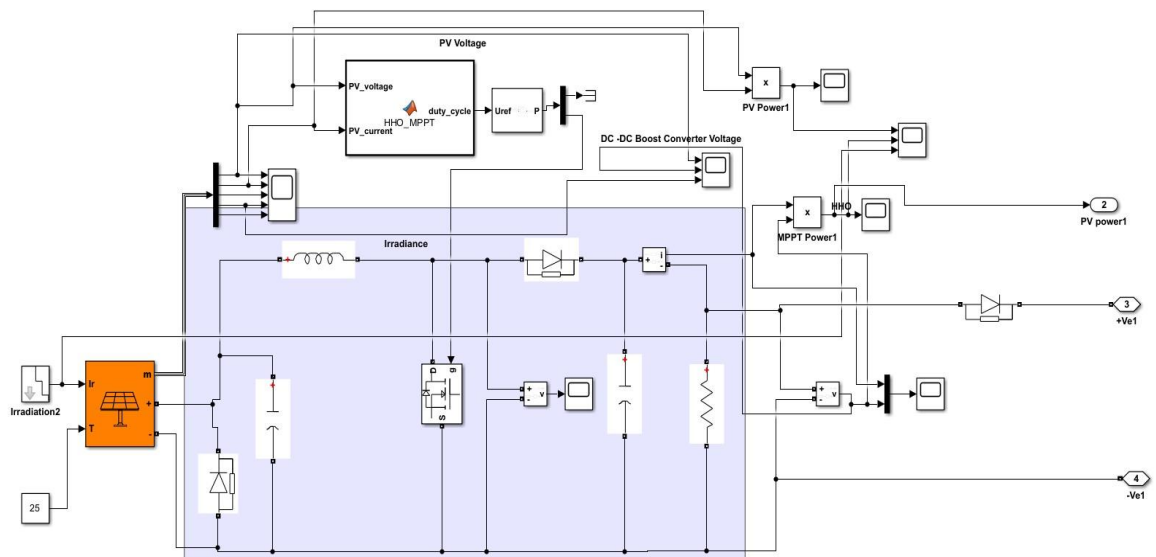 PV Voltage
PV_voltage
PV_current
duty_cycle
HHO_MPPT
Uref
P
x
PV Power1
DC -DC Boost Converter Voltage
x
HHO
MPPT Power1
2
PV power1
Irradiance
+
i
-
3
+Ve1
Irradiation2
Ir
T
m
+
-
g
D
S
+
-
v
+
-
v
25
4
-Ve1